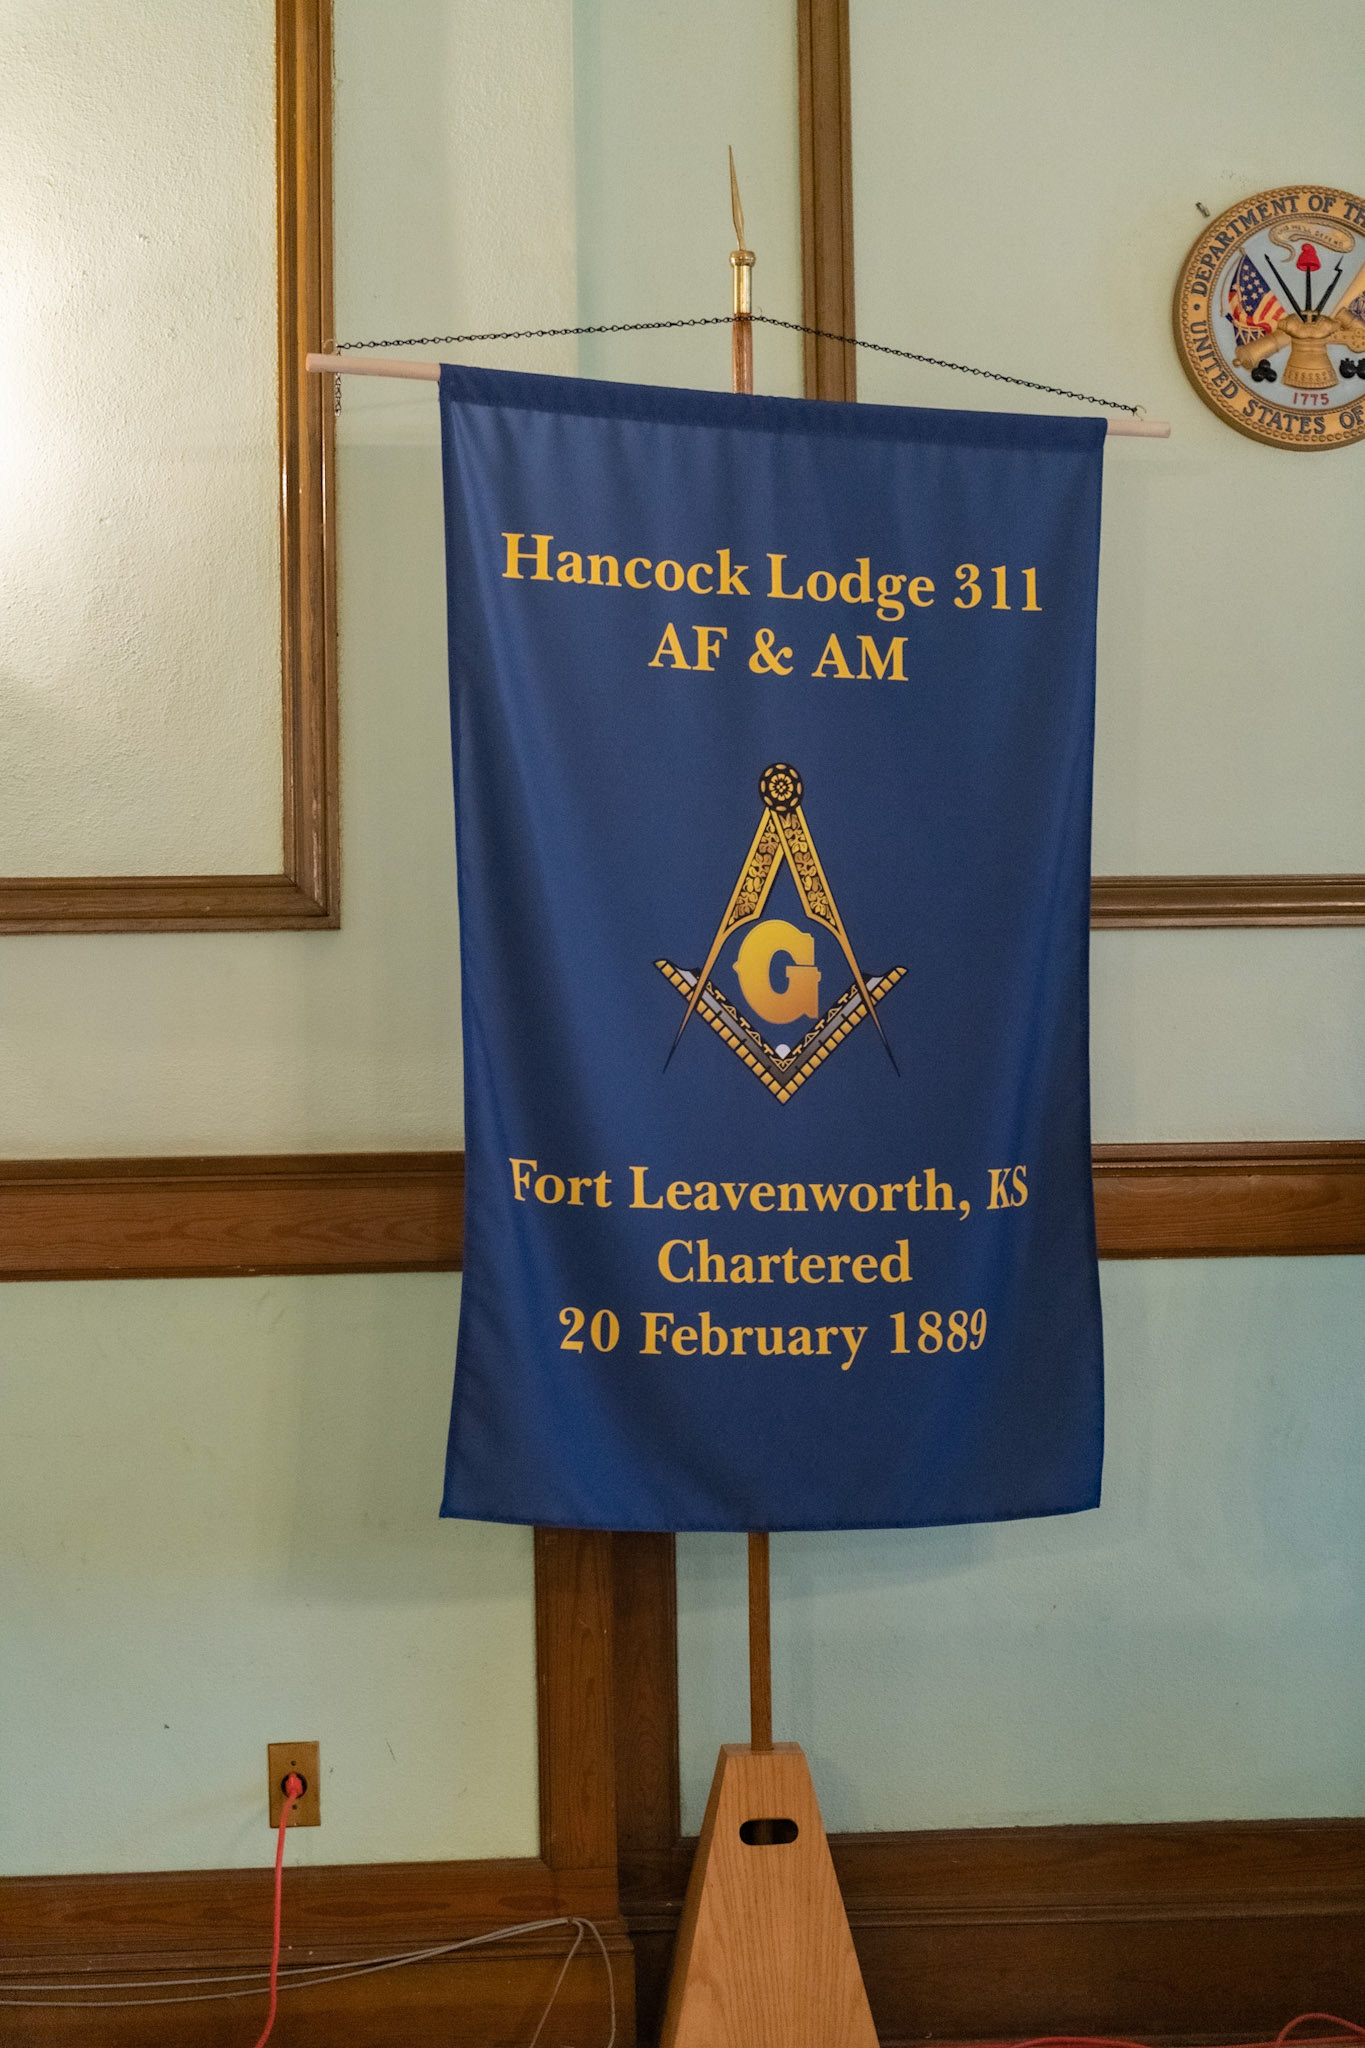 Hancock Lodge 311
AF & AM
G
Fort Leavenworth, KS
Chartered
20 February 1889
DEPARTMENT OF TH
UNITED STATES OF
1775